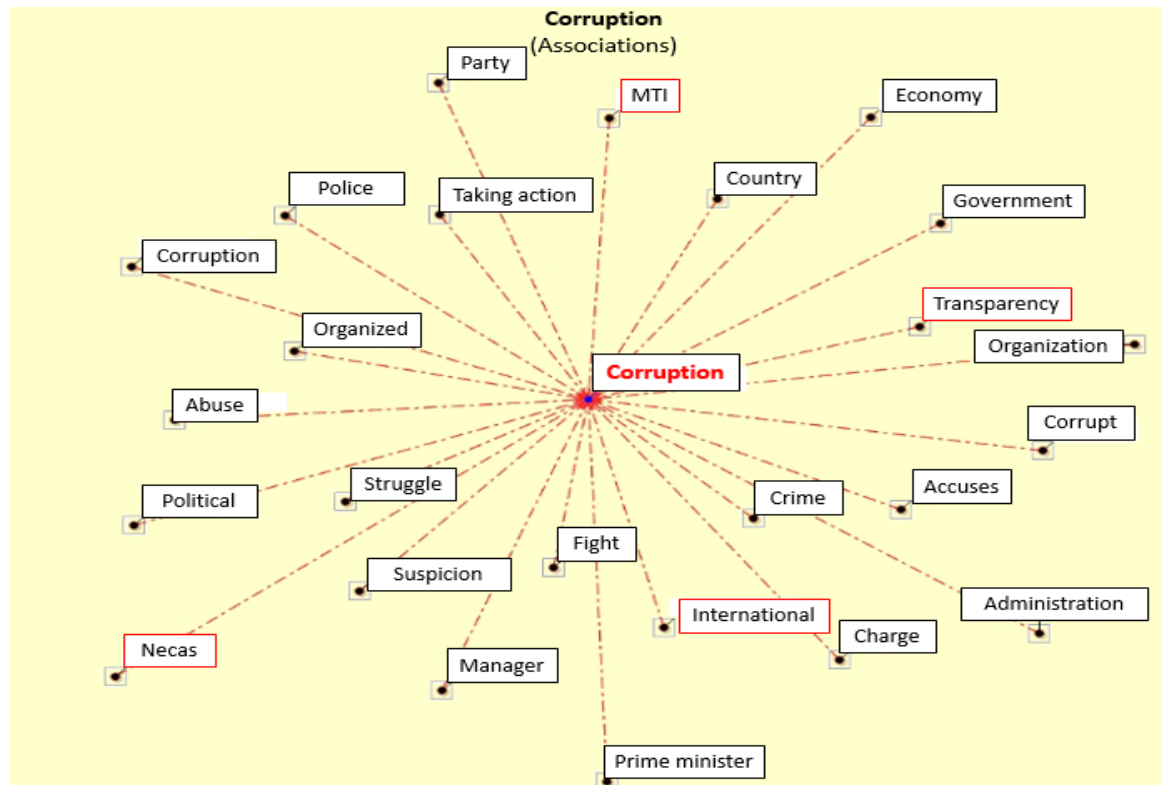 Corruption
(Associations)
Party
MTI
Economy
Police
Taking action
Country
Government
Corruption
Organized
Transparency
Organization
Corruption
Abuse
Corrupt
Political
Struggle
Crime
Accuses
Suspicion
Fight
International
Administration
Necas
Manager
Charge
Prime minister